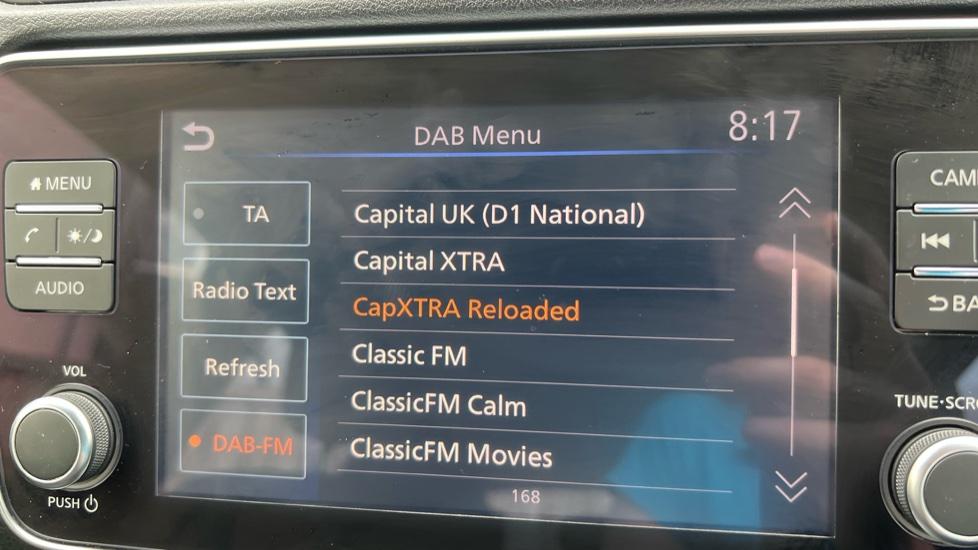 DAB Menu
8:17
MENU
AUDIO
VOL
PUSH
TA
Radio Text
Refresh
DAB-FM
Capital UK (D1 National)
Capital XTRA
CapXTRA Reloaded
Classic FM
ClassicFM Calm
ClassicFM Movies
168
CAM
BA
TUNE·SCR